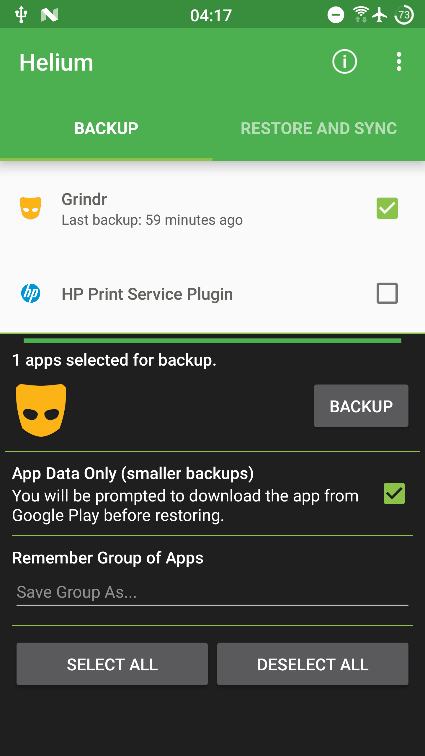 04:17
73
Helium
BACKUP
RESTORE AND SYNC
Grindr
Last backup: 59 minutes ago
hp
HP Print Service Plugin
1 apps selected for backup.
BACKUP
App Data Only (smaller backups)
You will be prompted to download the app from
Google Play before restoring.
Remember Group of Apps
Save Group As...
SELECT ALL
DESELECT ALL